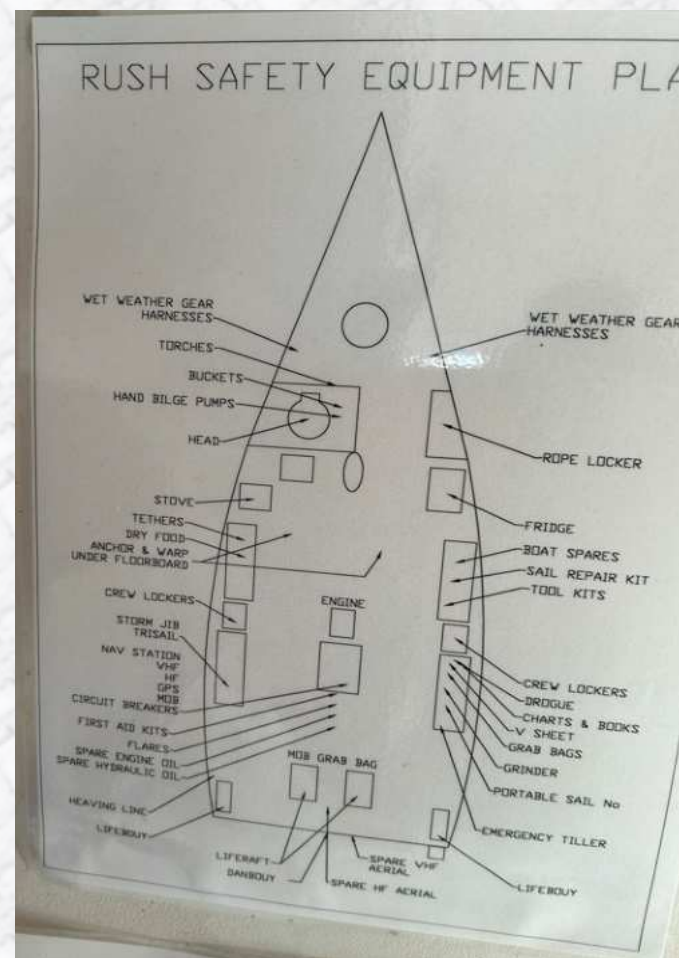 RUSH SAFETY EQUIPMENT PLA
WET WEATHER GEAR
HARNESSES
TORCHES
BUCKETS
HAND BILGE PUMPS
HEAD
STOVE
TETHERS
DRY FOOD
ANCHOR & WARP
UNDER FLOORBOARD
CREW LOCKERS
STORM JIB
TRISAIL
NAV STATION
VHF
HF
GPS
MOB
CIRCUIT BREAKERS
FIRST AID KITS
FLARES
SPARE ENGINE OIL
SPARE HYDRAULIC OIL
HEAVING LINE
LIFEBOUY
ENGINE
MOB GRAB BAG
LIFERAFT
DANBOUY
SPARE HF AERIAL
SPARE VHF
AERIAL
WET WEATHER GEAR
HARNESSES
ROPE LOCKER
FRIDGE
BOAT SPARES
SAIL REPAIR KIT
TOOL KITS
CREW LOCKERS
DROGUE
CHARTS & BOOKS
V SHEET
GRAB BAGS
GRINDER
PORTABLE SAIL No
EMERGENCY TILLER
LIFEBOUY